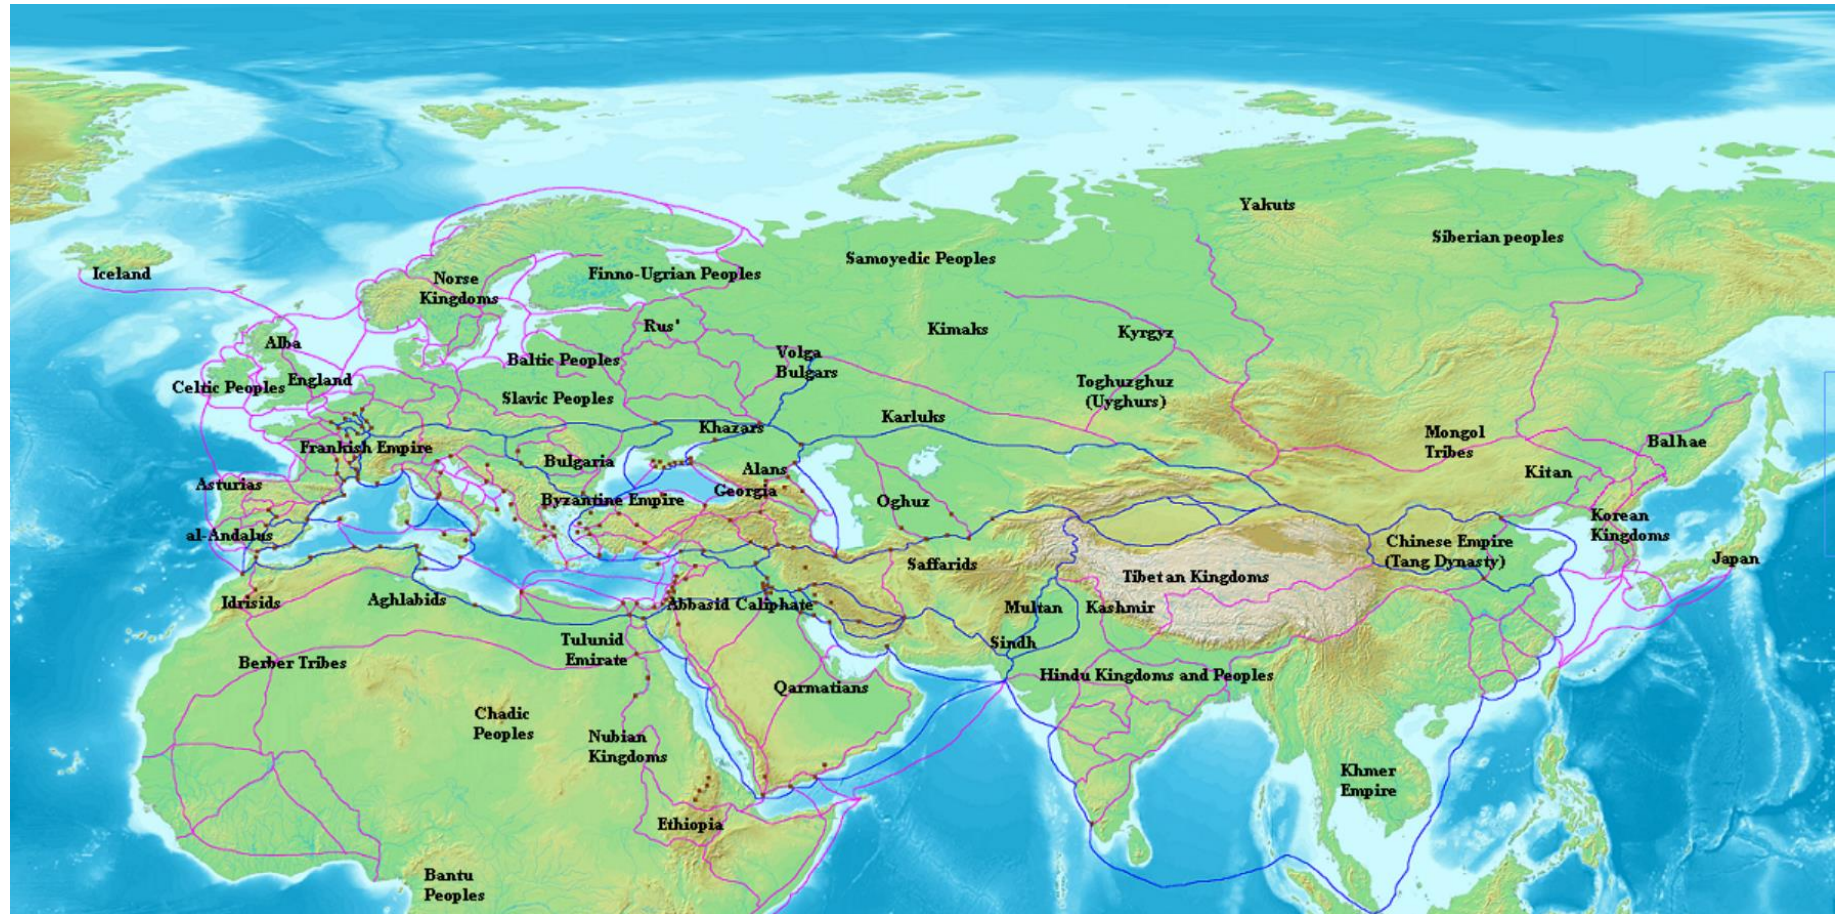 Yakuts
Siberian peoples
Samoyedic Peoples
Iceland
Norse
Kingdoms
Finno-Ugrian Peoples
Rus'
Kimaks
Kyrgyz
Alba
Volga
Bulgars
Baltic Peoples
Celtic Peoples
England
Toghuzghuz
(Uyghurs)
Slavic Peoples
Karluks
Khazars
Mongol
Tribes
Balhae
Frankish Empire
Bulgaria
Alans
Kitan
Asturias
Georgia
Byzantine Empire
Oghuz
Korean
Kingdoms
al-Andalus
Chinese Empire
(Tang Dynasty)
Japan
Saffarids
Tibetan Kingdoms
Idrisids
Aghlabids
Abbasid Caliphate
Multan
Kashmir
Tulunid
Emirate
Sindh
Berber Tribes
Hindu Kingdoms and Peoples
Qarmatians
Chadic
Peoples
Nubian
Kingdoms
Khmer
Empire
Ethiopia
Bantu
Peoples